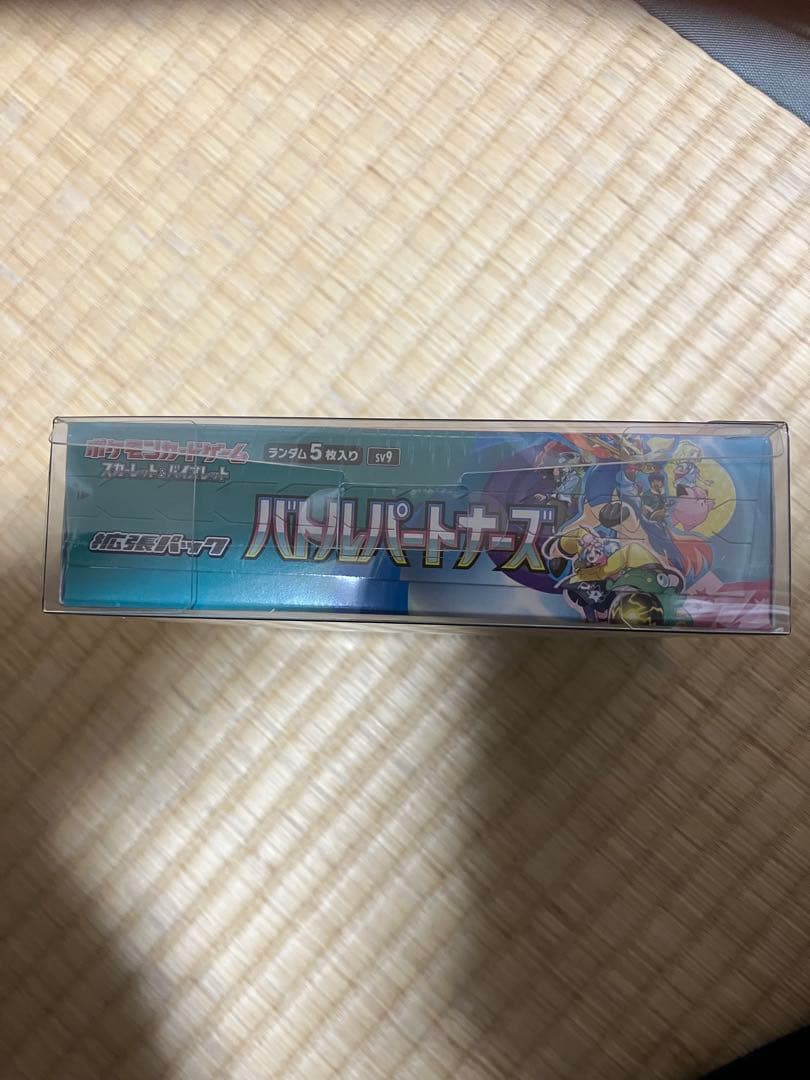 ポケモンカードゲーム
スカーレット&バイオレット
ランダム5枚入り
SV9
拡張パック
バトルパートナーズ